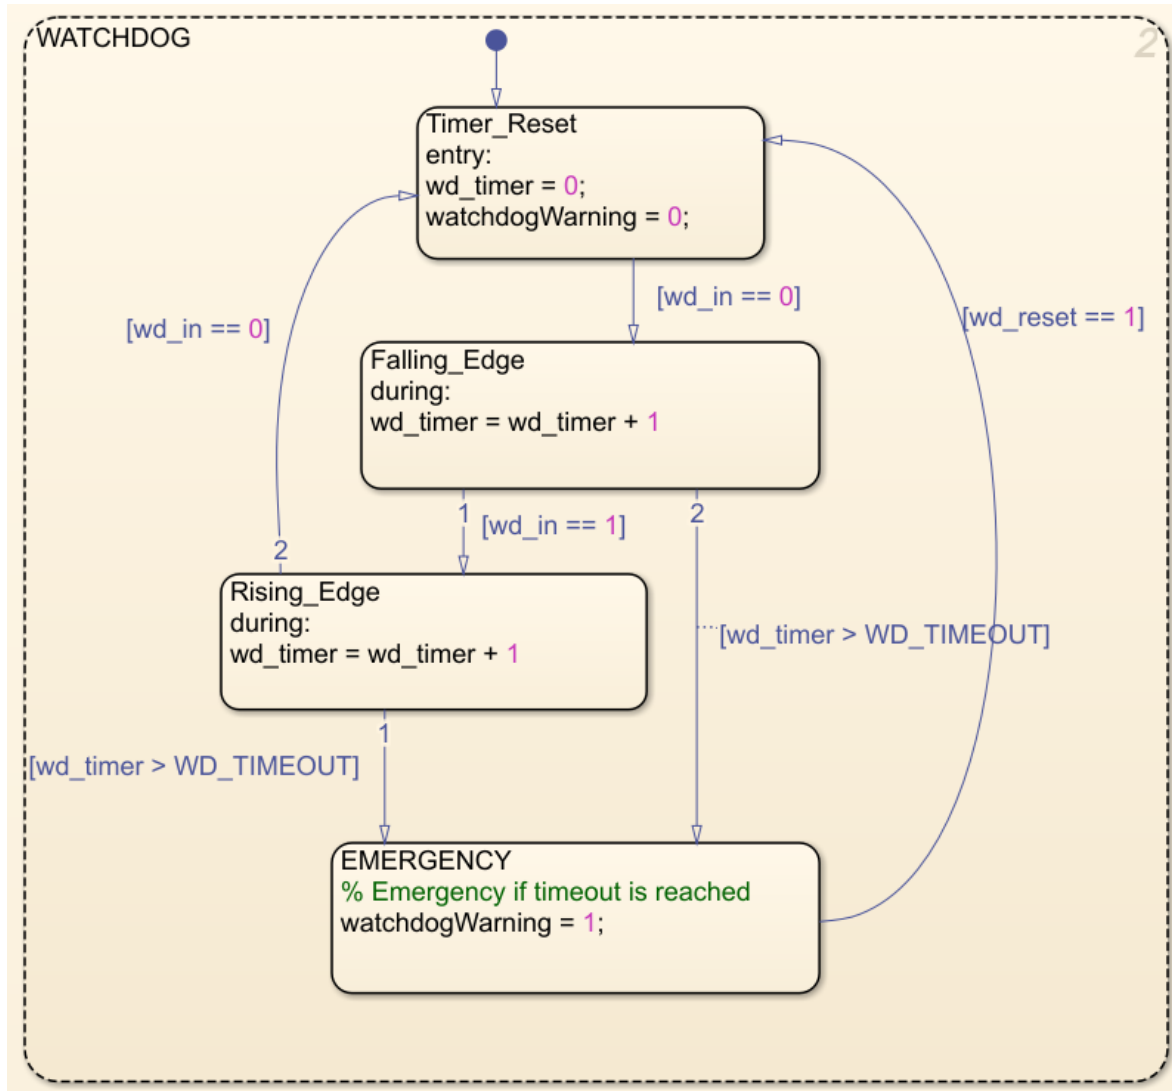 WATCHDOG
2
Timer_Reset
entry:
wd_timer = 0;
watchdogWarning = 0;
[wd_in == 0]
[wd_reset == 1]
[wd_in == 0]
Falling_Edge
during:
wd_timer = wd_timer + 1
1
[wd_in == 1]
2
2
Rising_Edge
during:
wd_timer = wd_timer + 1
[wd_timer > WD_TIMEOUT]
1
[wd_timer > WD_TIMEOUT]
EMERGENCY
% Emergency if timeout is reached
watchdogWarning = 1;